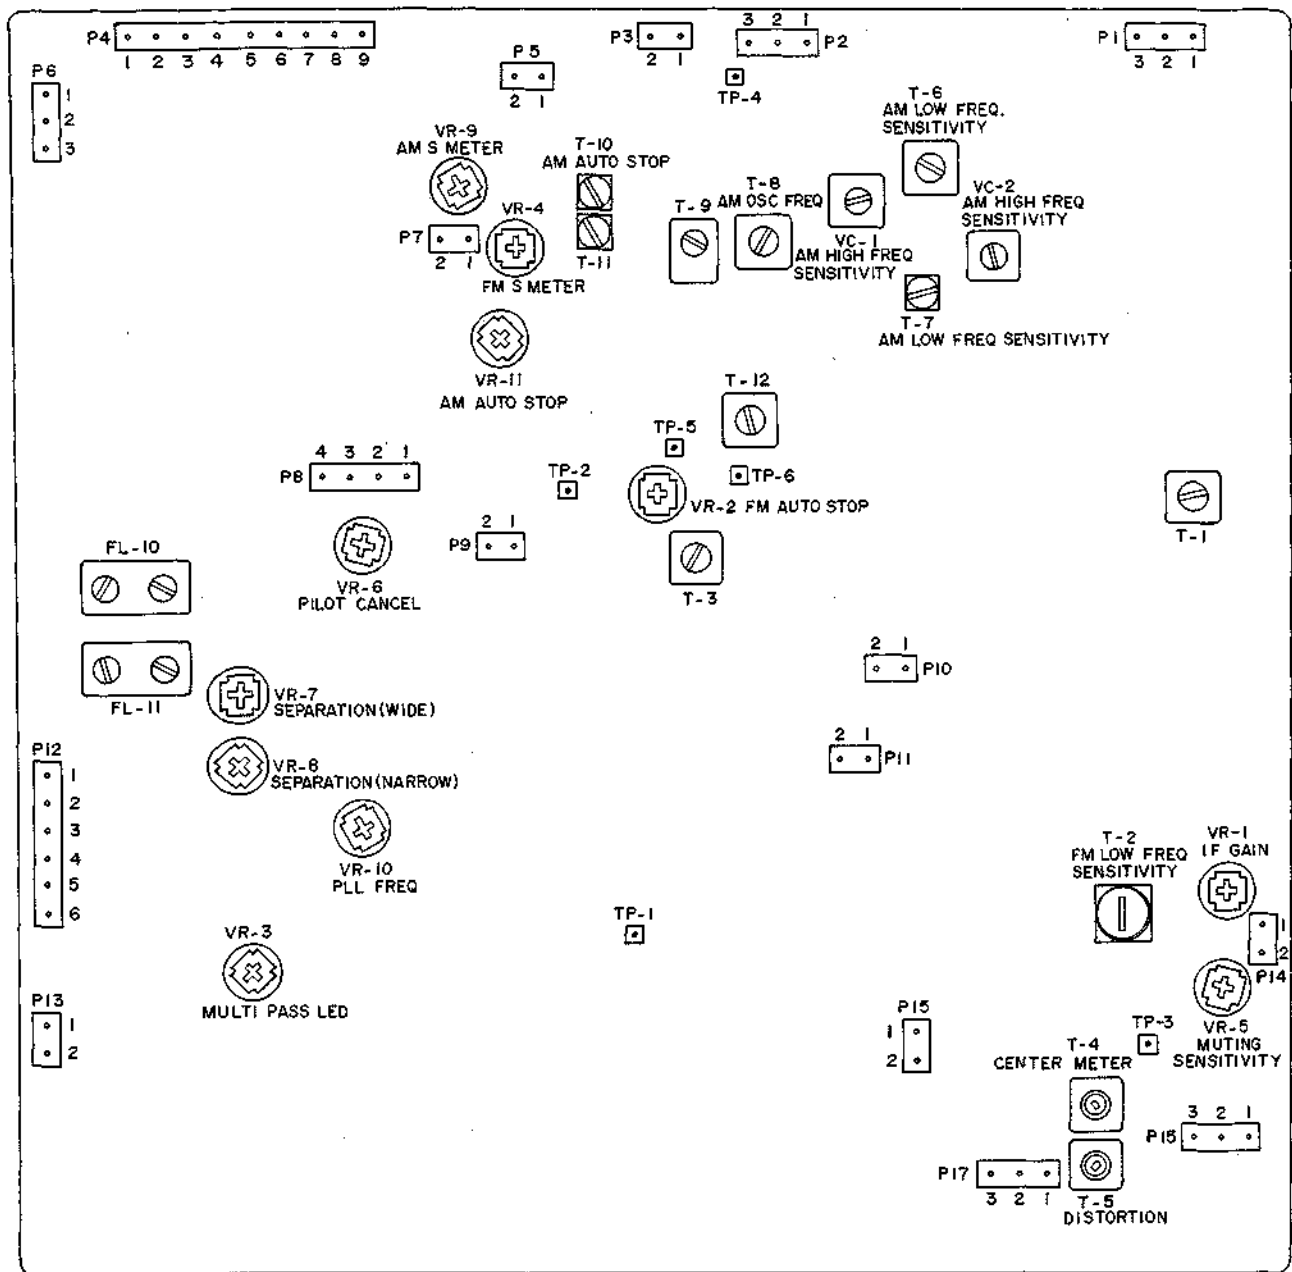 P4
1 2 3 4 5 6 7 8 9
P3
2 1
3 2 1
P2
P1
3 2 1
P6
1
2
3
P5
2 1
TP-4
T-6
AM LOW FREQ.
SENSITIVITY
VR-9
AM S METER
T-10
AM AUTO STOP
T-11
VR-4
FM S METER
P7
2 1
T-9
T-8
AM OSC FREQ
VC-1
AM HIGH FREQ
SENSITIVITY
VC-2
AM HIGH FREQ
SENSITIVITY
T-7
AM LOW FREQ SENSITIVITY
VR-11
AM AUTO STOP
T-12
TP-5
TP-6
TP-2
VR-2 FM AUTO STOP
4 3 2 1
P8
2 1
P9
T-3
T-1
VR-6
PILOT CANCEL
FL-10
FL-11
VR-7
SEPARATION(WIDE)
VR-8
SEPARATION(NARROW)
2 1
P10
2 1
P11
P12
1
2
3
4
5
6
VR-10
PLL FREQ
T-2
FM LOW FREQ
SENSITIVITY
VR-1
IF GAIN
1
2
P14
TP-1
VR-3
MULTI PASS LED
P13
1
2
P15
1
2
VR-5
MUTING
SENSITIVITY
TP-3
T-4
CENTER METER
3 2 1
P15
P17
3 2 1
T-5
DISTORTION